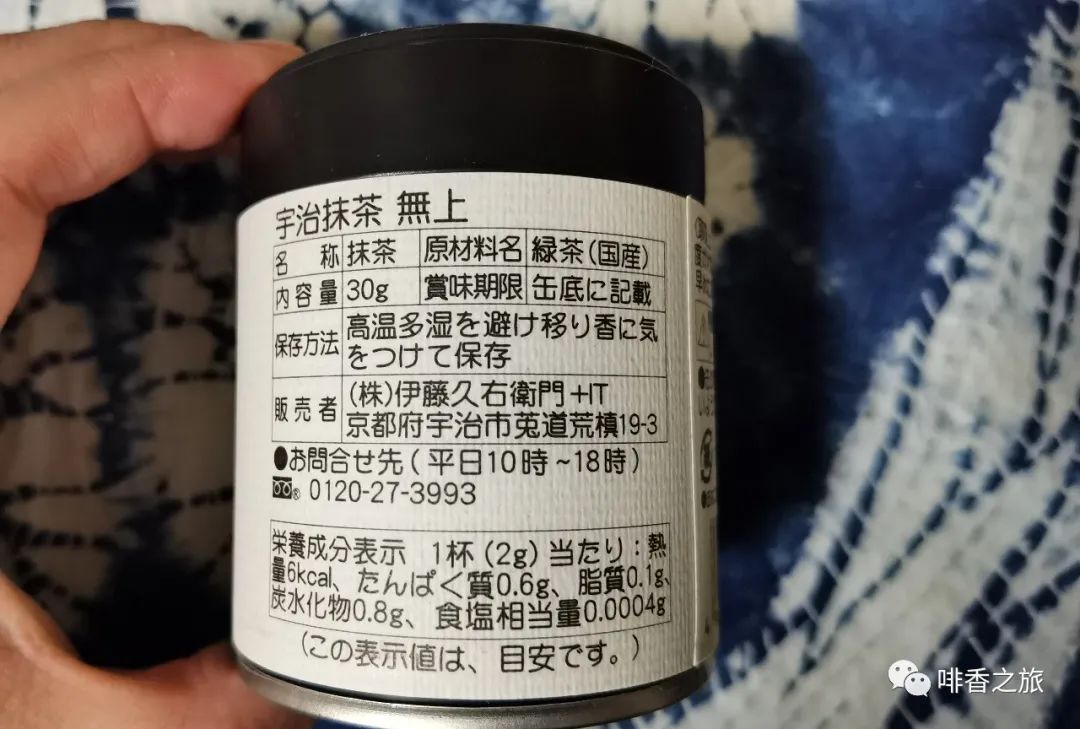 宇治抹茶 無上
名 称 抹茶 原材料名 緑茶(国産)
内容量 30g 賞味期限 缶底に記載
保存方法 高温多湿を避け移り香に気
をつけて保存
販売者 (株)伊藤久右衛門+IT
京都府宇治市莵道荒槙19-3
●お問合せ先(平日10時~18時)
0120-27-3993
栄養成分表示 1杯(2g)当たり:熱
量6kcal、たんぱく質0.6g、脂質0.1g、
炭水化物0.8g、食塩相当量0.0004g
(この表示値は、目安です。)
啡香之旅